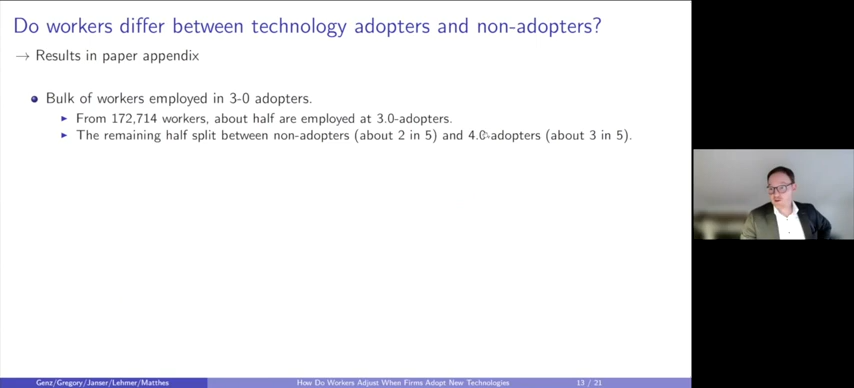 Do workers differ between technology adopters and non-adopters?
→ Results in paper appendix
Bulk of workers employed in 3-0 adopters.
From 172,714 workers, about half are employed at 3.0-adopters.
The remaining half split between non-adopters (about 2 in 5) and 4.0-adopters (about 3 in 5).
Genz/Gregory/Janser/Lehmer/Matthes
How Do Workers Adjust When Firms Adopt New Technologies
13 / 21